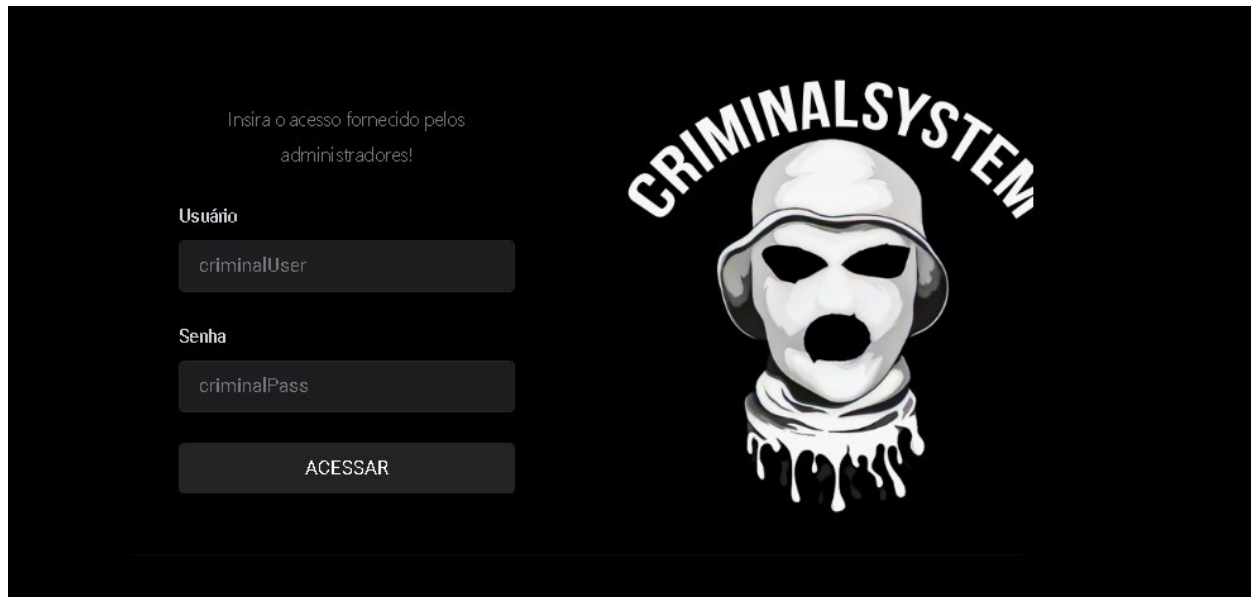 Insira o acesso fornecido pelos
administradores!
Usuário
criminalUser
Senha
criminalPass
ACESSAR
CRIMINALSYSTEM